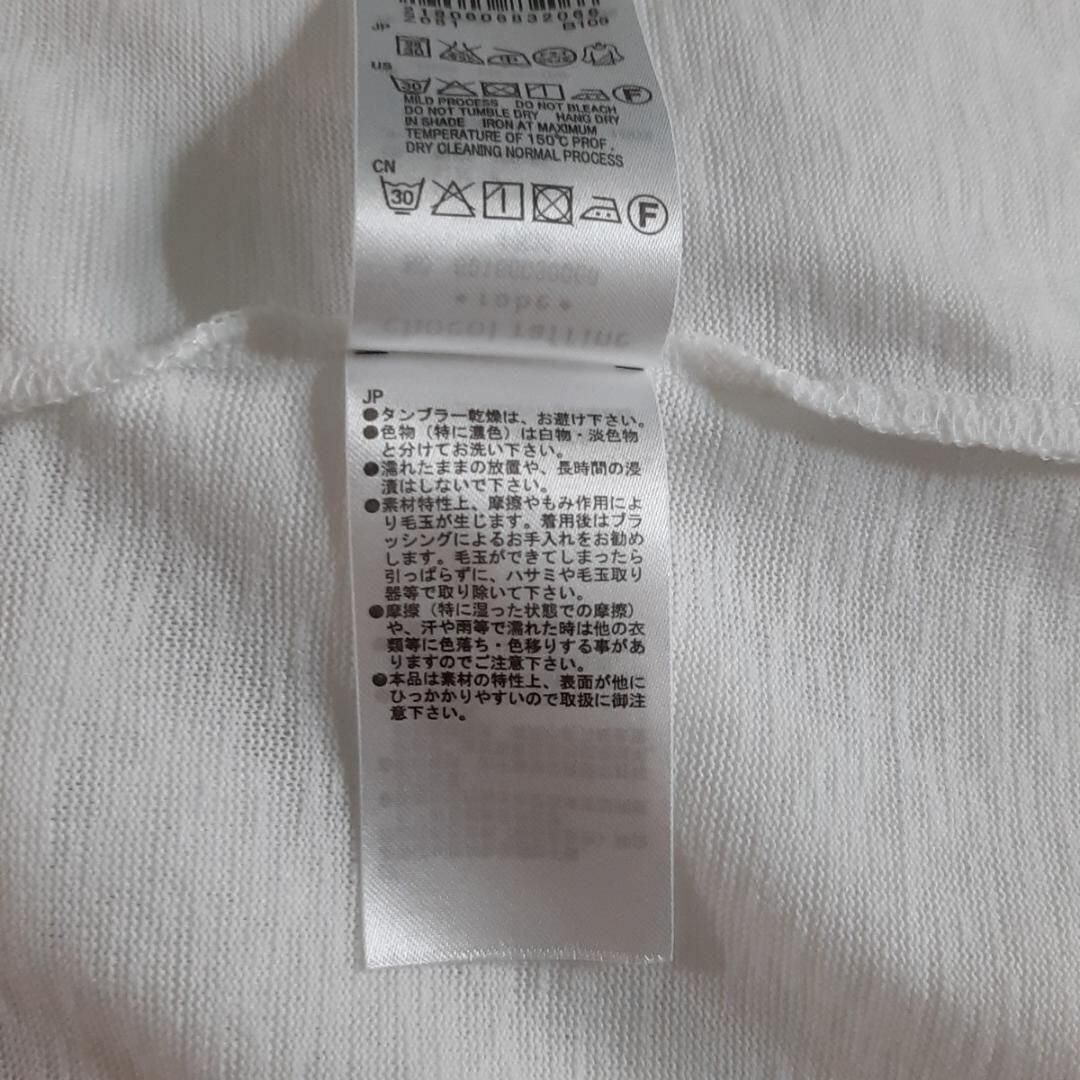 JP
US
MILD PROCESS DO NOT BLEACH
DO NOT TUMBLE DRY HANG DRY
IN SHADE IRON AT MAXIMUM
TEMPERATURE OF 150℃ PROF.
DRY CLEANING NORMAL PROCESS
CN
30
F
JP
●タンブラー乾燥は、お避け下さい。
●色物（特に濃色）は白物・淡色物
と分けてお洗い下さい。
●濡れたままの放置や、長時間の浸
漬はしないで下さい。
●素材特性上、摩擦やもみ作用によ
り毛玉が生じます。着用後はブラ
ッシングによるお手入れをお勧め
します。毛玉ができてしまったら
引っぱらずに、ハサミや毛玉取り
器等で取り除いて下さい。
●摩擦（特に湿った状態での摩擦）
や、汗や雨等で濡れた時は他の衣
類等に色落ち・色移りする事があ
りますのでご注意下さい。
●本品は素材の特性上、表面が他に
ひっかかりやすいので取扱に御注
意下さい。